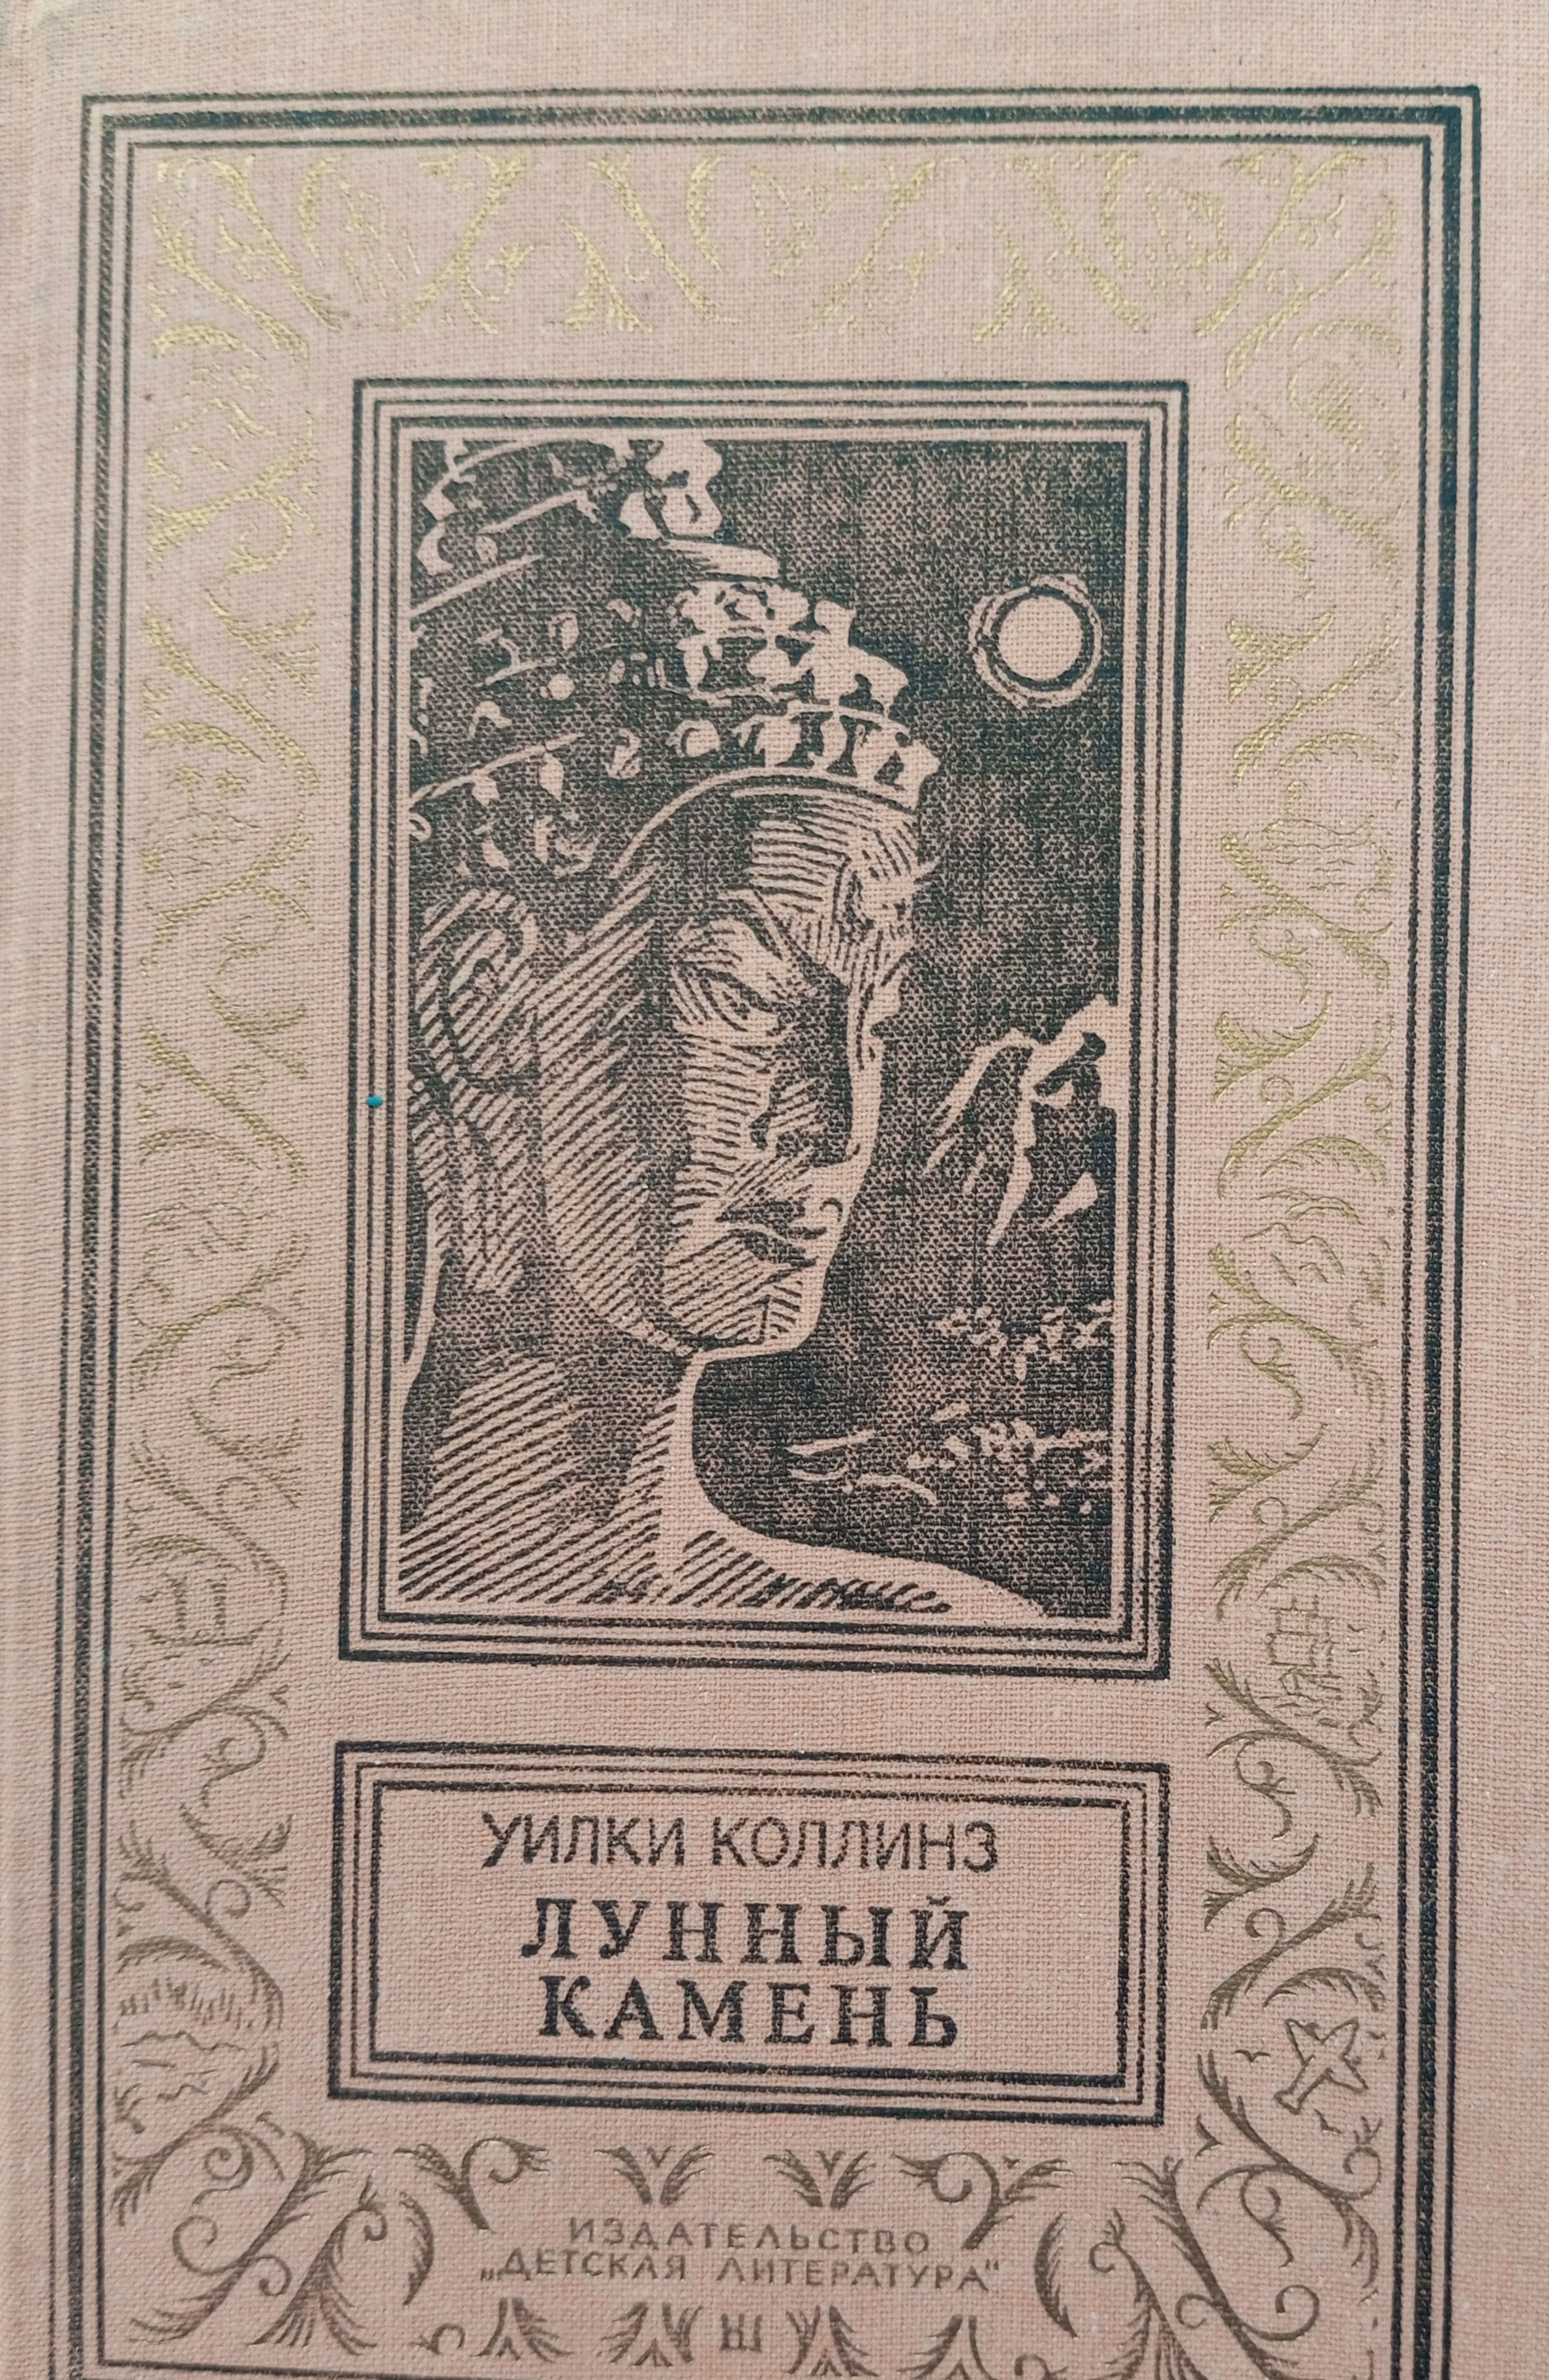 УИЛКИ КОЛЛИНЗ
ЛУННЫЙ
КАМЕНЬ
ИЗДАТЕЛЬСТВО
„ДЕТСКАЯ ЛИТЕРАТУРА"